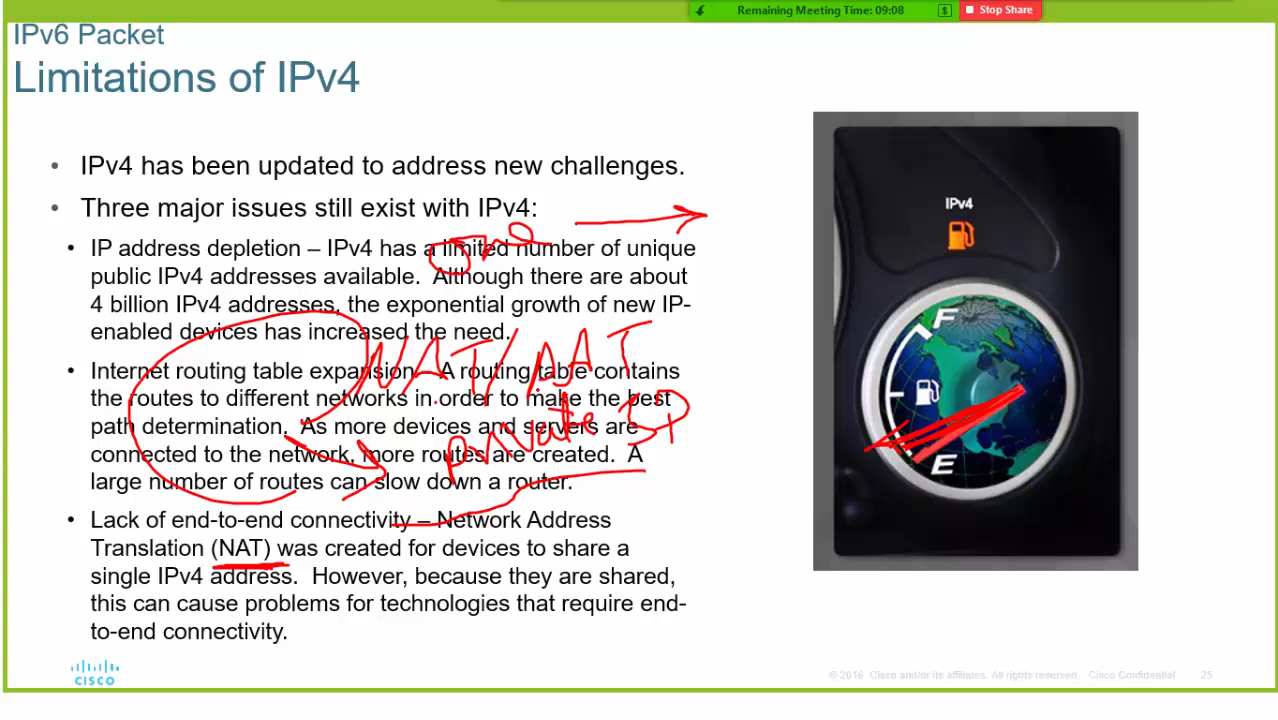 Remaining Meeting Time: 09:08 $ Stop Share
IPv6 Packet
Limitations of IPv4
• IPv4 has been updated to address new challenges.
• Three major issues still exist with IPv4:
• IP address depletion – IPv4 has a limited number of unique
public IPv4 addresses available. Although there are about
4 billion IPv4 addresses, the exponential growth of new IP-
enabled devices has increased the need.
• Internet routing table expansion – A routing table contains
the routes to different networks in order to make the best
path determination. As more devices and servers are
connected to the network, more routes are created. A
large number of routes can slow down a router.
• Lack of end-to-end connectivity – Network Address
Translation (NAT) was created for devices to share a
single IPv4 address. However, because they are shared,
this can cause problems for technologies that require end-
to-end connectivity.
one
NAT/
private IP
IPv4
F
E
CISCO
© 2016 Cisco and/or its affiliates. All rights reserved. Cisco Confidential 25